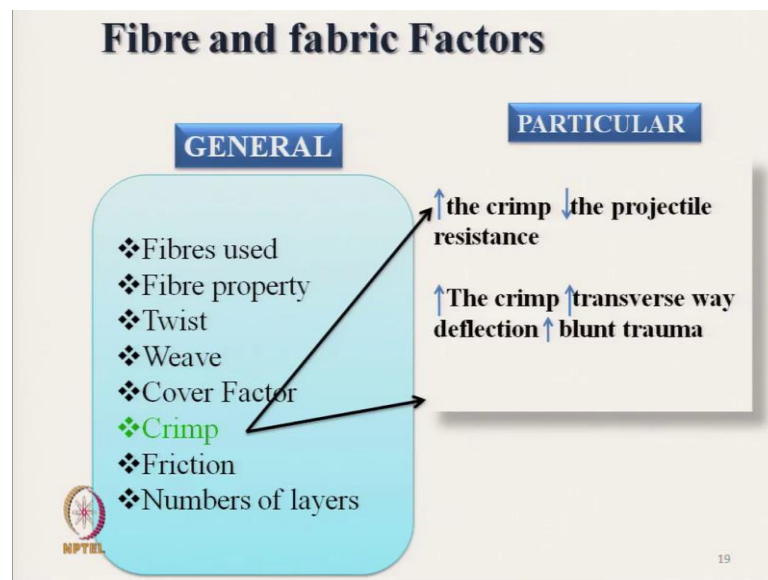 Fibre and fabric Factors
GENERAL
❖Fibres used
❖Fibre property
❖Twist
❖Weave
❖Cover Factor
❖Crimp
❖Friction
❖Numbers of layers
PARTICULAR
↑the crimp ↓the projectile
resistance
↑The crimp ↑transverse way
deflection ↑ blunt trauma
NPTEL
19